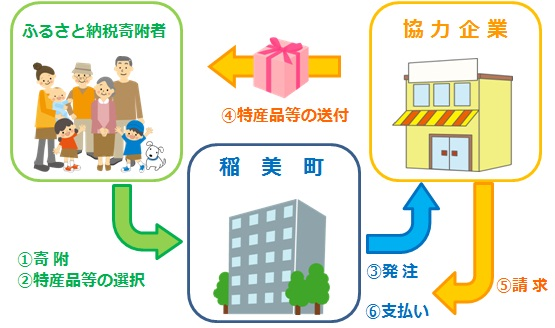 ふるさと納税寄附者
協力企業
④特産品等の送付
稲美町
①寄附
②特産品等の選択
③発注
⑤請求
⑥支払い